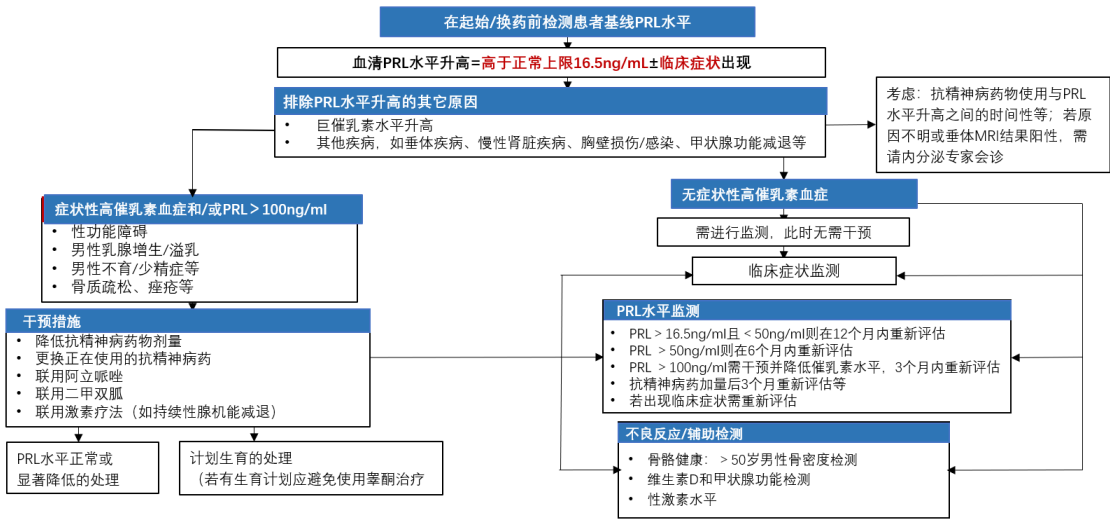 在起始/换药前检测患者基线PRL水平
血清PRL水平升高=高于正常上限16.5ng/mL±临床症状出现
排除PRL水平升高的其它原因
• 巨催乳素水平升高
• 其他疾病，如垂体疾病、慢性肾脏疾病、胸壁损伤/感染、甲状腺功能减退等
考虑：抗精神病药物使用与PRL
水平升高之间的时间性等；若原
因不明或垂体MRI结果阳性，需
请内分泌专家会诊
症状性高催乳素血症和/或PRL＞100ng/ml
• 性功能障碍
• 男性乳腺增生/溢乳
• 男性不育/少精症等
• 骨质疏松、痤疮等
无症状性高催乳素血症
需进行监测，此时无需干预
临床症状监测
干预措施
• 降低抗精神病药物剂量
• 更换正在使用的抗精神病药
• 联用阿立哌唑
• 联用二甲双胍
• 联用激素疗法（如持续性腺机能减退）
PRL水平正常或
显著降低的处理
计划生育的处理
（若有生育计划应避免使用睾酮治疗
PRL水平监测
• PRL＞16.5ng/ml且＜50ng/ml则在12个月内重新评估
• PRL ＞50ng/ml则在6个月内重新评估
• PRL ＞100ng/ml需干预并降低催乳素水平，3个月内重新评估
• 抗精神病药加量后3个月重新评估等
• 若出现临床症状需重新评估
不良反应/辅助检测
• 骨骼健康：＞50岁男性骨密度检测
• 维生素D和甲状腺功能检测
• 性激素水平